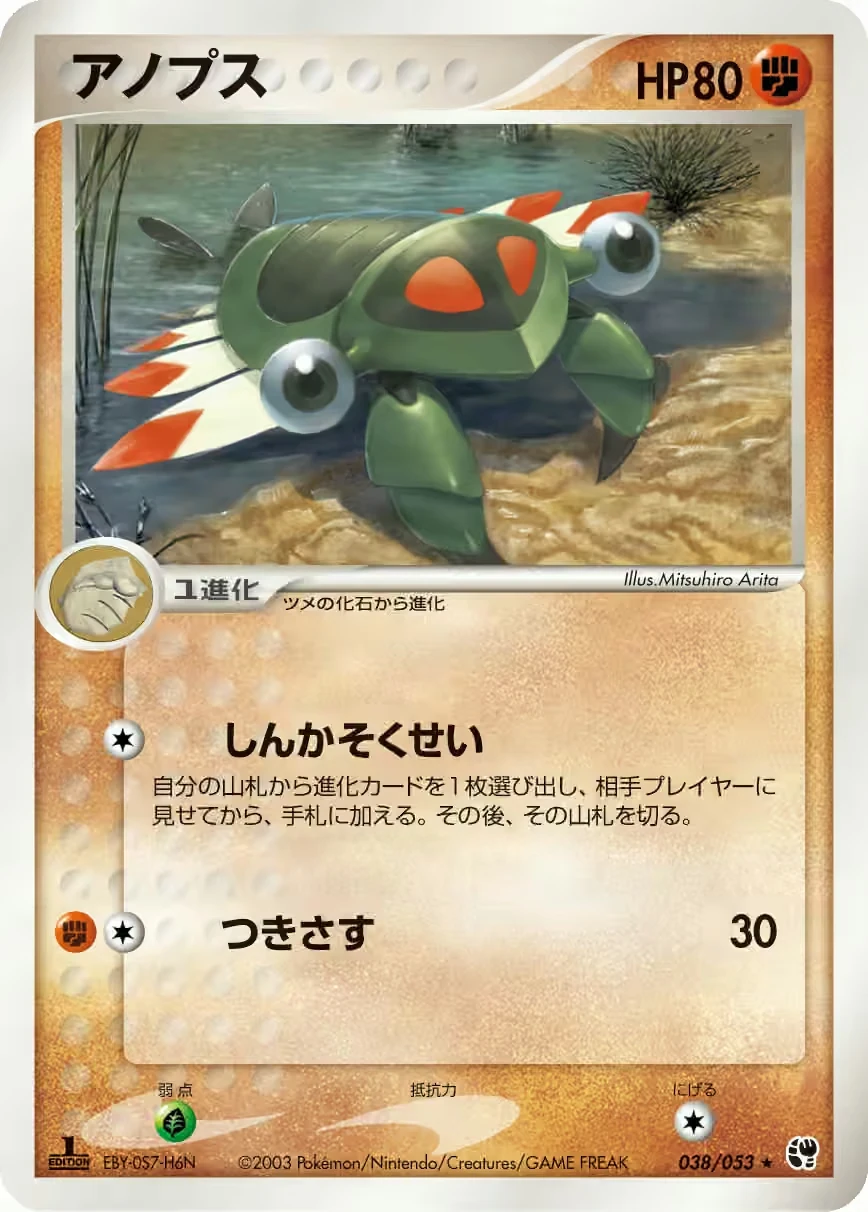 アノプス
HP80
1進化
Illus.Mitsuhiro Arita
ツメの化石から進化
しんかそくせい
自分の山札から進化カードを1枚選び出し、相手プレイヤーに
見せてから、手札に加える。その後、その山札を切る。
つきさす 30
弱点 抵抗力 にげる
1 EDITION EBY-0S7-H6N ©2003 Pokémon/Nintendo/Creatures/GAME FREAK 038/053 ★